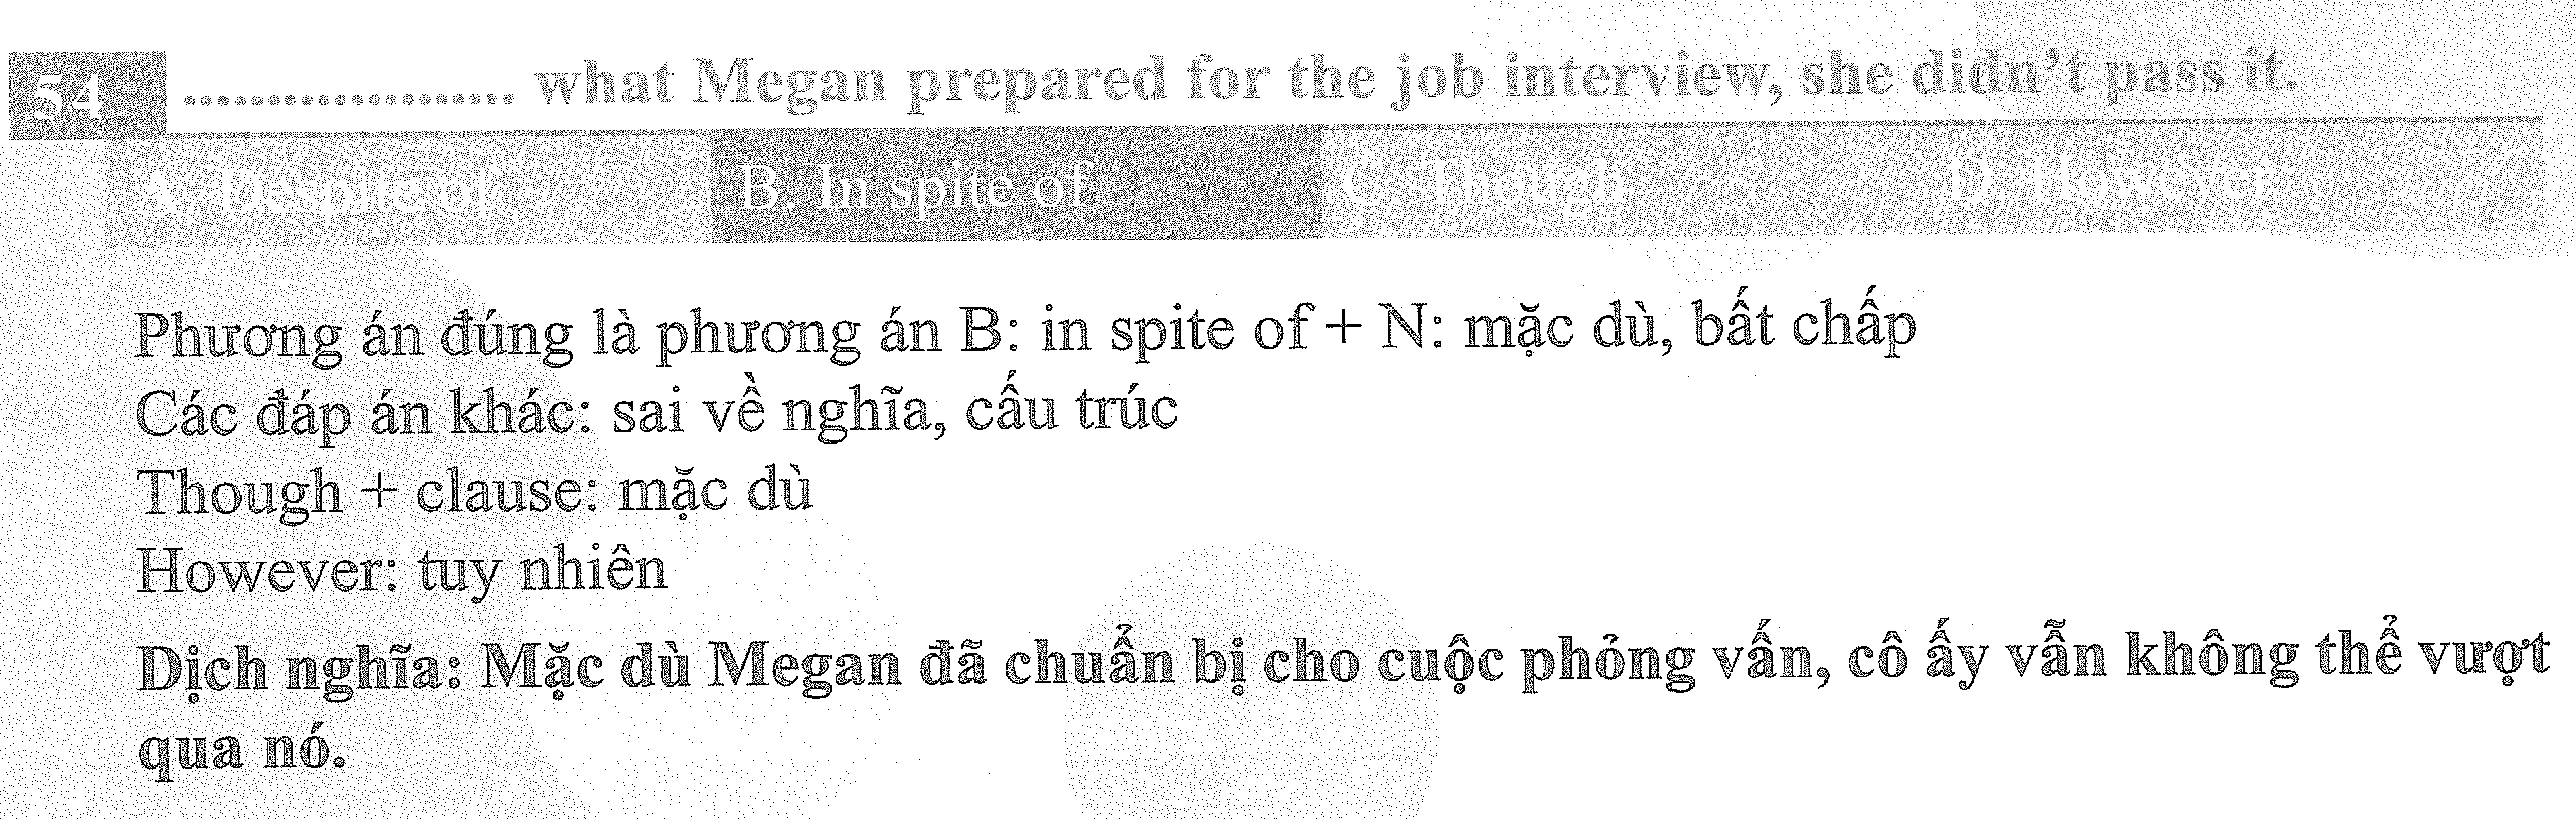 54 ................... what Megan prepared for the job interview, she didn't pass it.
A. Despite of B. In spite of C. Though D. However
Phương án đúng là phương án B: in spite of + N: mặc dù, bất chấp
Các đáp án khác: sai về nghĩa, cấu trúc
Though + clause: mặc dù
However: tuy nhiên
Dịch nghĩa: Mặc dù Megan đã chuẩn bị cho cuộc phỏng vấn, cô ấy vẫn không thể vượt
qua nó.